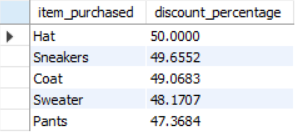 item_purchased discount_percentage
Hat 50.0000
Sneakers 49.6552
Coat 49.0683
Sweater 48.1707
Pants 47.3684